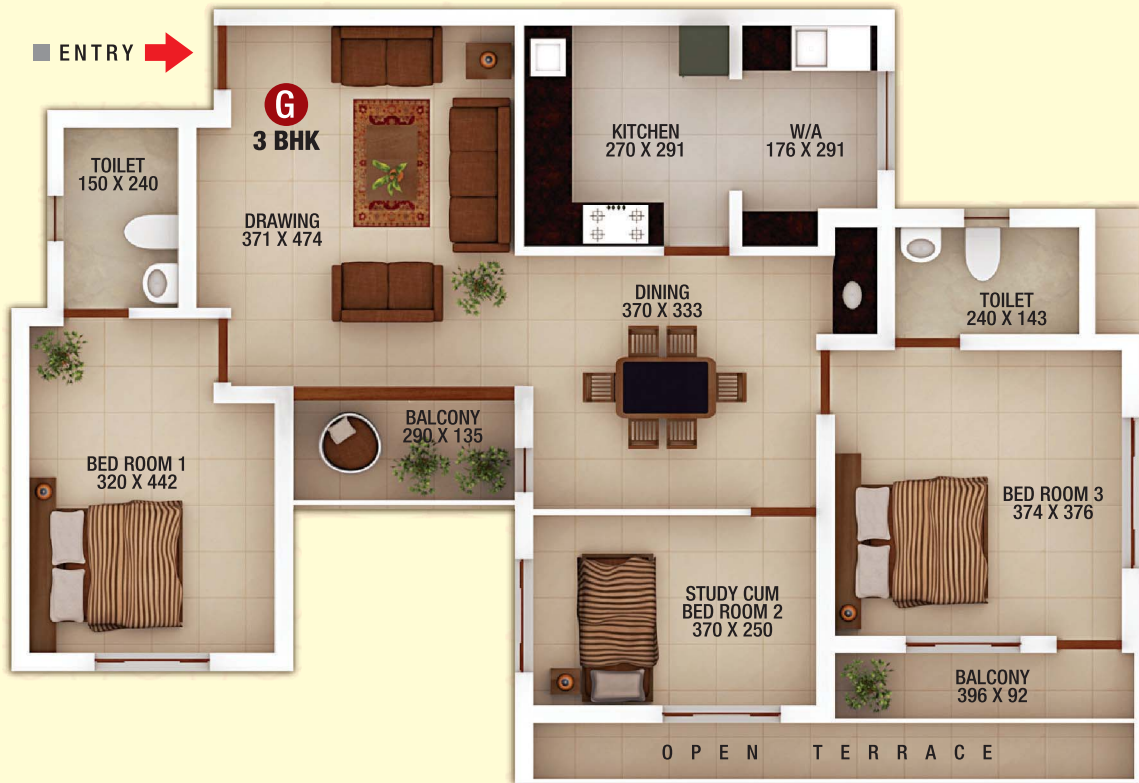 ENTRY
G
3 BHK
TOILET
150 X 240
DRAWING
371 X 474
KITCHEN
270 X 291
W/A
176 X 291
DINING
370 X 333
TOILET
240 X 143
BALCONY
290 X 135
BED ROOM 1
320 X 442
BED ROOM 3
374 X 376
STUDY CUM
BED ROOM 2
370 X 250
BALCONY
396 X 92
OPEN TERRACE